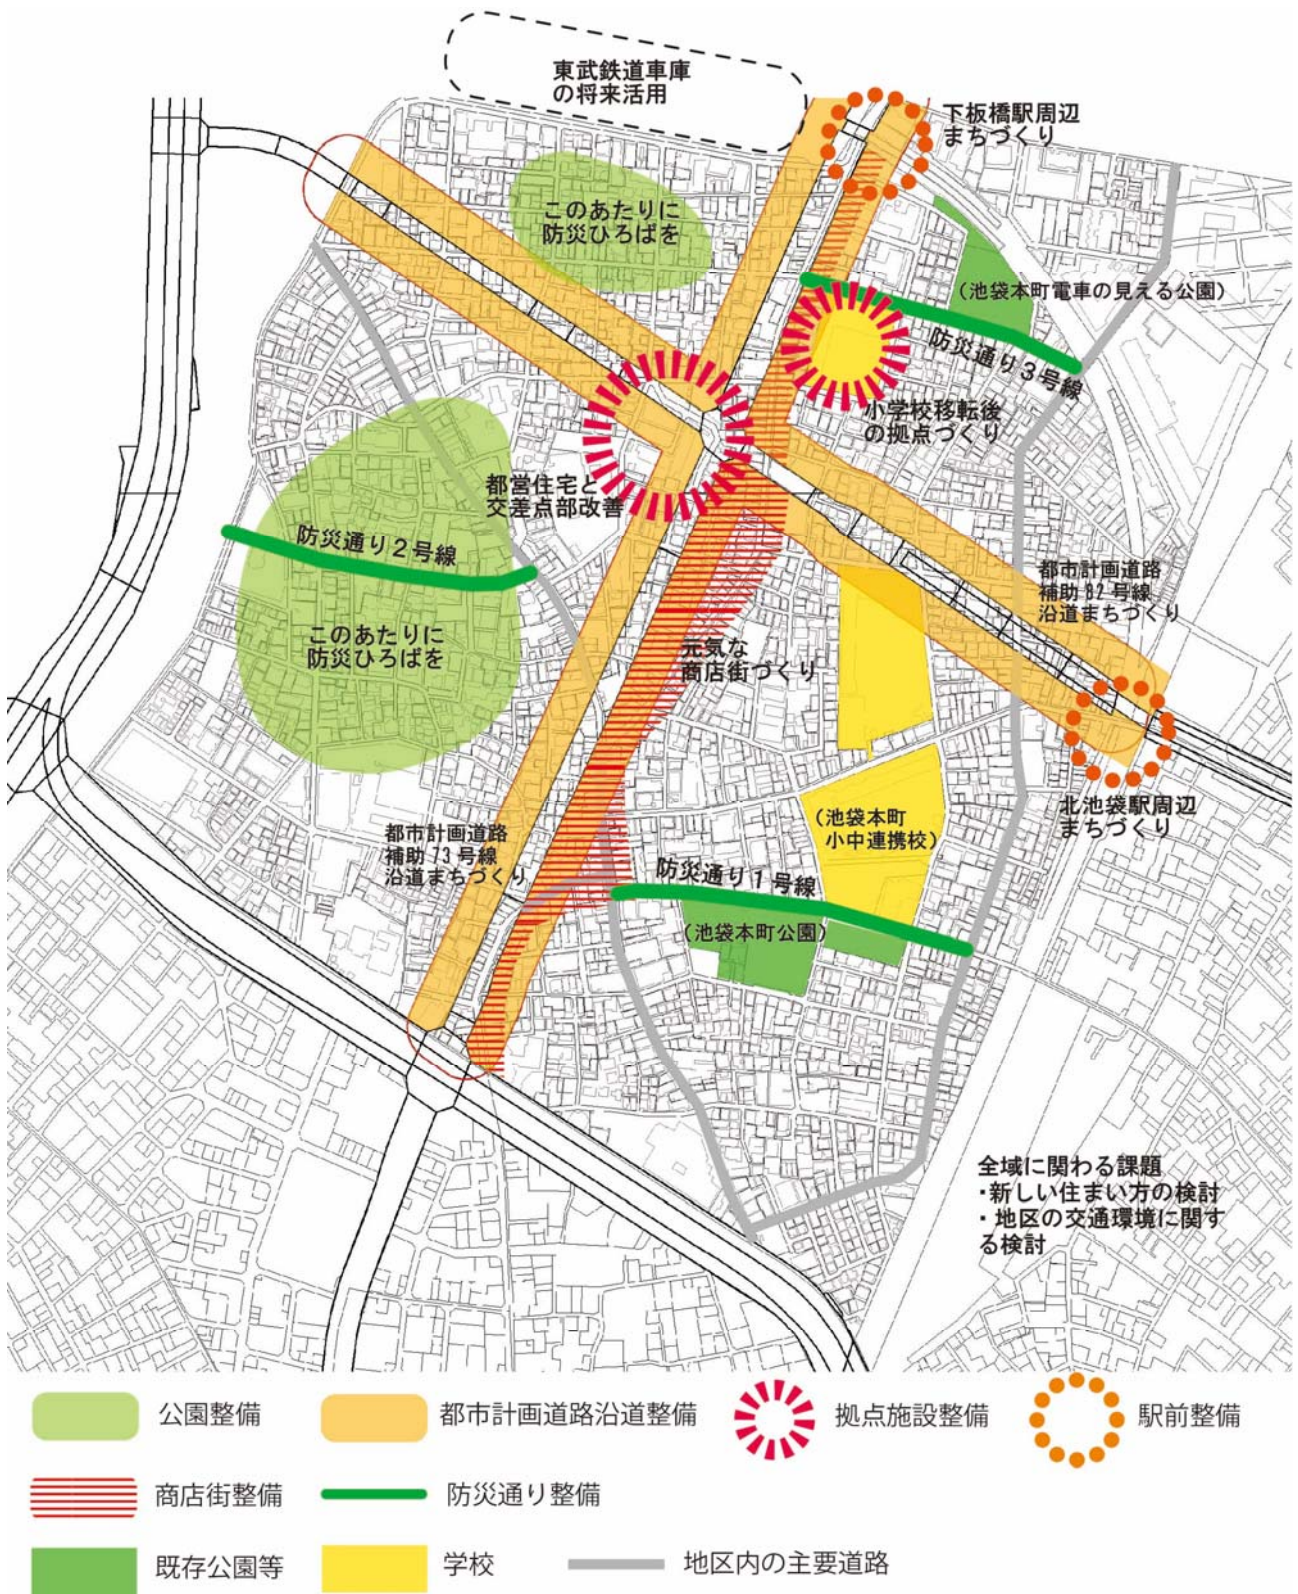 東武鉄道車庫
の将来活用
下板橋駅周辺
まちづくり
このあたりに
防災ひろばを
(池袋本町電車の見える公園)
防災通り3号線
小学校移転後
の拠点づくり
都営住宅と
交差点部改善
防災通り2号線
都市計画道路
補助82号線
沿道まちづくり
このあたりに
防災ひろばを
元気な
商店街づくり
北池袋駅周辺
まちづくり
都市計画道路
補助73号線
沿道まちづくり
(池袋本町
小中連携校)
防災通り1号線
(池袋本町公園)
全域に関わる課題
・新しい住まい方の検討
・地区の交通環境に関す
る検討
公園整備
都市計画道路沿道整備
拠点施設整備
駅前整備
商店街整備
防災通り整備
既存公園等
学校
地区内の主要道路